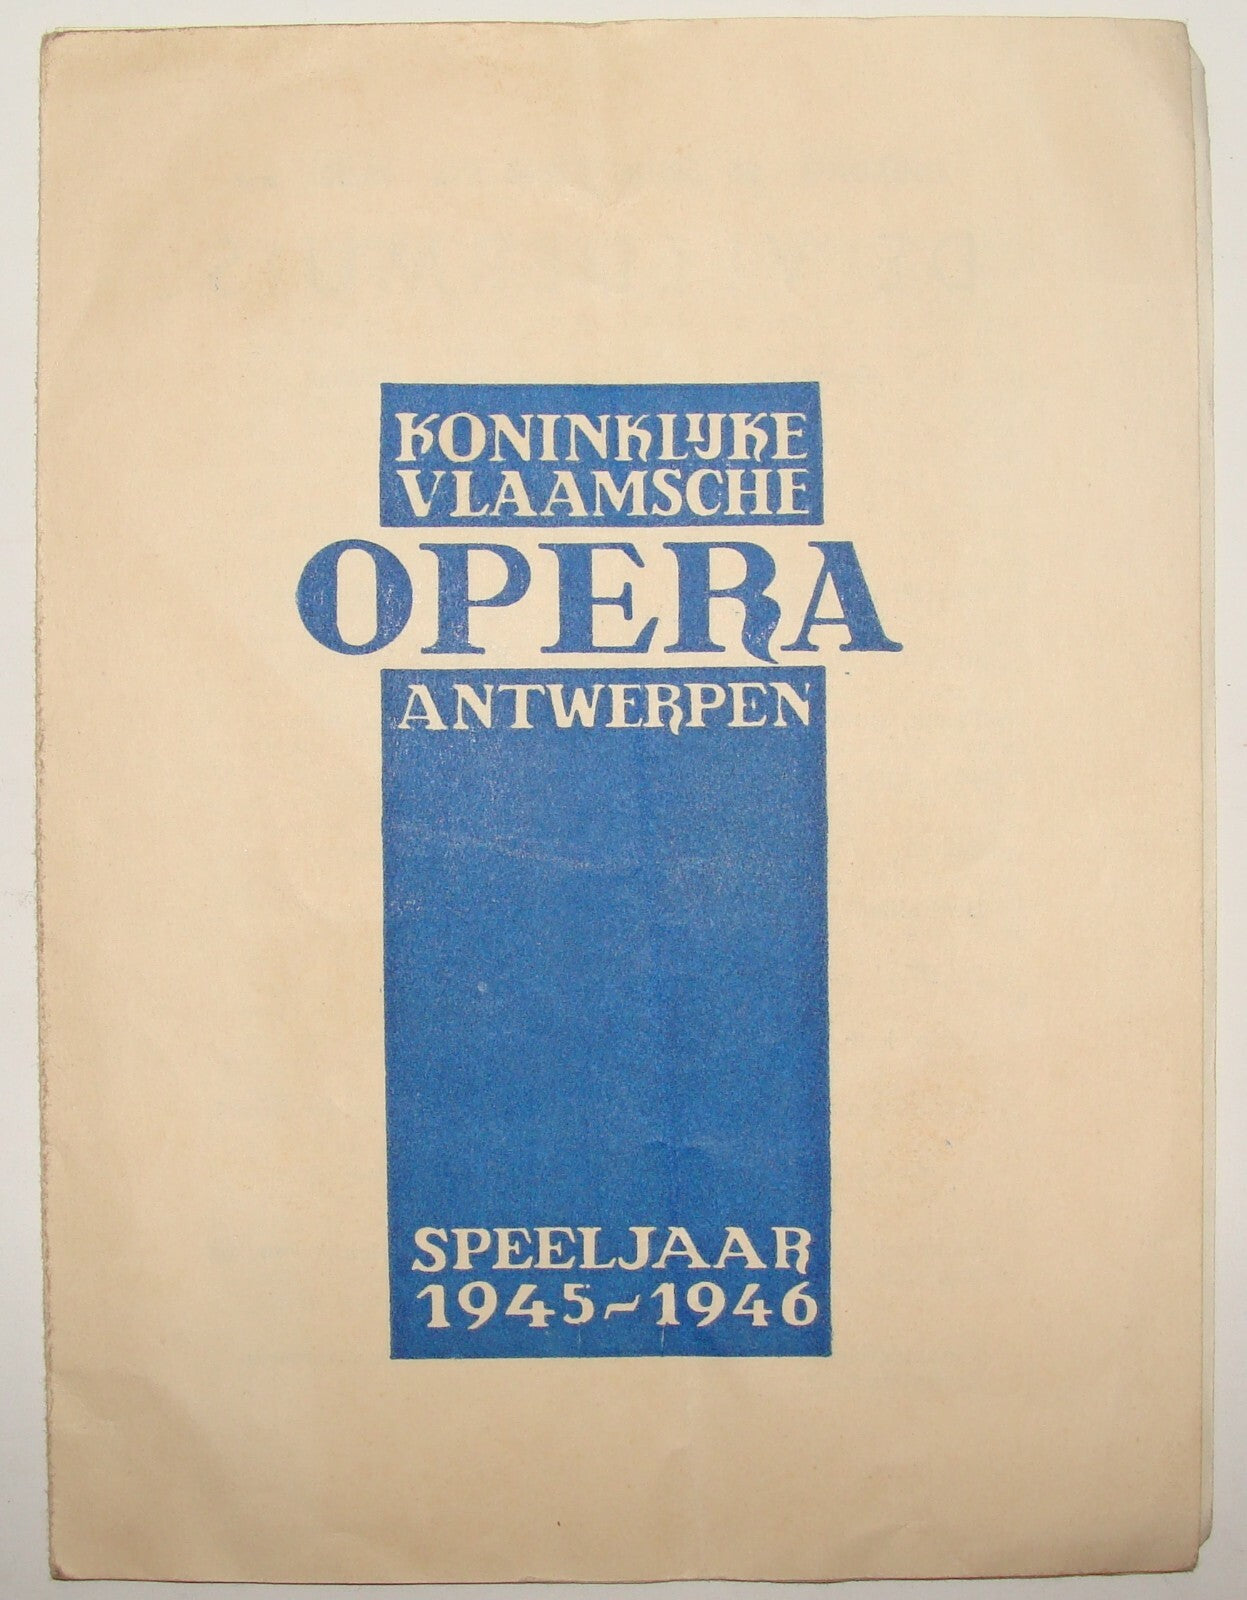 KONINKLIJKE
VLAAMSCHE
OPERA
ANTWERPEN
SPEELJAAR
1945~1946